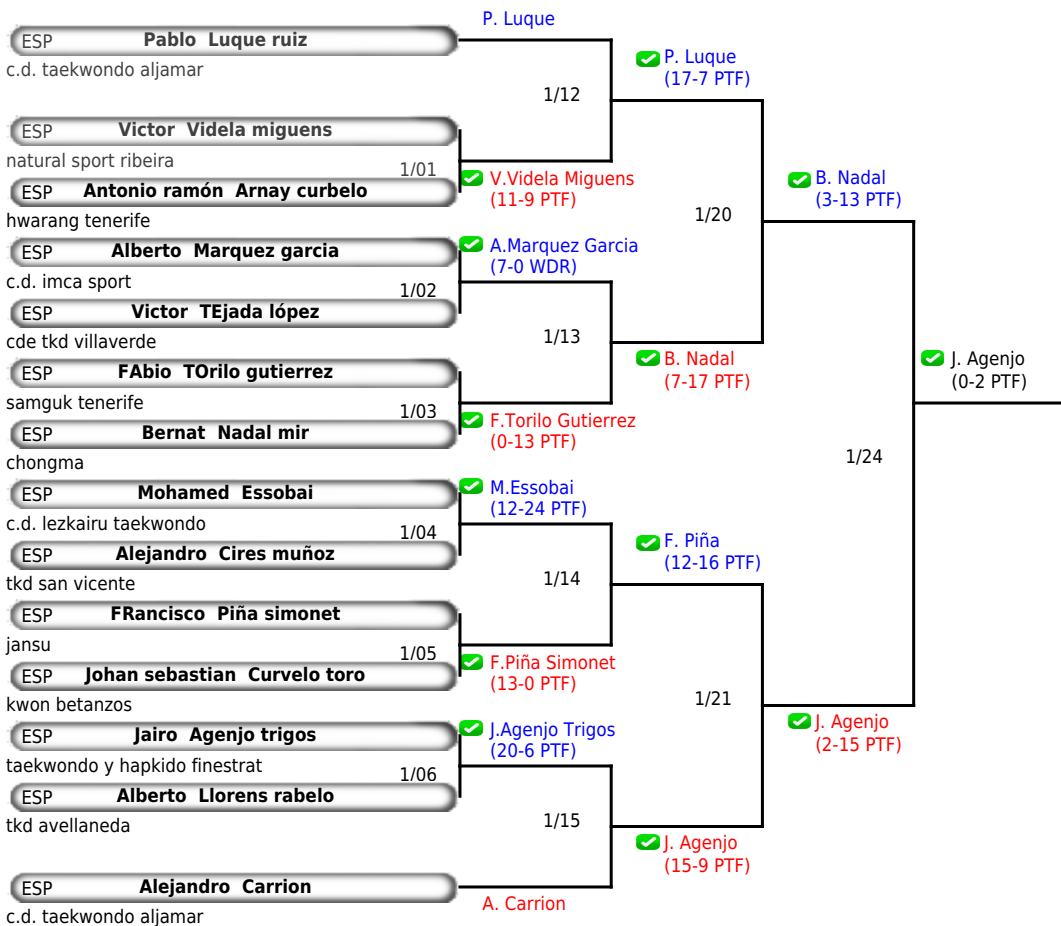 P. Luque
ESP Pablo Luque ruiz
c.d. taekwondo aljamar
P. Luque
(17-7 PTF)
1/12
ESP Victor Videla miguens
natural sport ribeira
1/01
V.Videla Miguens
(11-9 PTF)
ESP Antonio ramón Arnay curbelo
hwarang tenerife
B. Nadal
(3-13 PTF)
1/20
ESP Alberto Marquez garcia
c.d. imca sport
A.Marquez Garcia
(7-0 WDR)
1/02
ESP Victor TEjada lópez
cde tkd villaverde
1/13
B. Nadal
(7-17 PTF)
ESP FAbio TOrilo gutierrez
samguk tenerife
1/03
F.Torilo Gutierrez
(0-13 PTF)
ESP Bernat Nadal mir
chongma
J. Agenjo
(0-2 PTF)
1/24
ESP Mohamed Essobai
c.d. lezkairu taekwondo
M.Essobai
(12-24 PTF)
1/04
ESP Alejandro Cires muñoz
tkd san vicente
F. Piña
(12-16 PTF)
1/14
ESP FRancisco Piña simonet
jansu
1/05
F.Piña Simonet
(13-0 PTF)
ESP Johan sebastian Curvelo toro
kwon betanzos
1/21
J. Agenjo
(2-15 PTF)
ESP Jairo Agenjo trigos
taekwondo y hapkido finestrat
J.Agenjo Trigos
(20-6 PTF)
1/06
ESP Alberto Llorens rabelo
tkd avellaneda
1/15
J. Agenjo
(15-9 PTF)
ESP Alejandro Carrion
c.d. taekwondo aljamar
A. Carrion